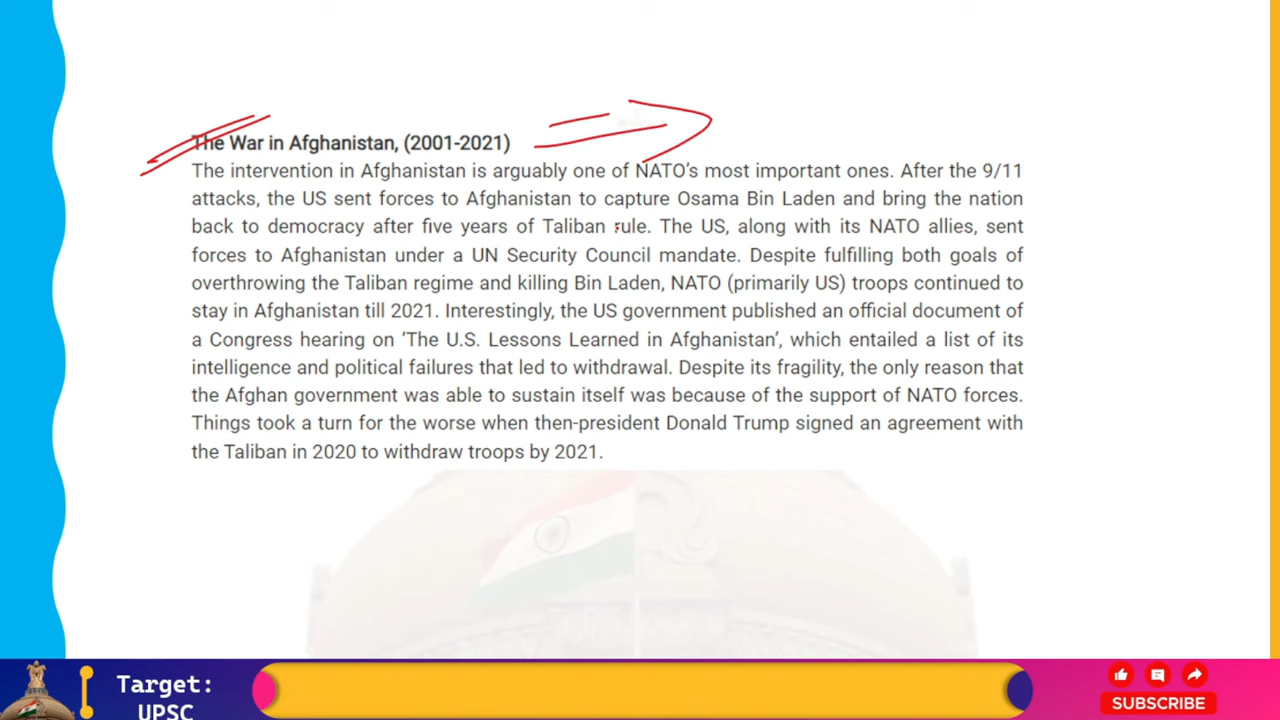 The War in Afghanistan, (2001-2021)
The intervention in Afghanistan is arguably one of NATO's most important ones. After the 9/11
attacks, the US sent forces to Afghanistan to capture Osama Bin Laden and bring the nation
back to democracy after five years of Taliban rule. The US, along with its NATO allies, sent
forces to Afghanistan under a UN Security Council mandate. Despite fulfilling both goals of
overthrowing the Taliban regime and killing Bin Laden, NATO (primarily US) troops continued to
stay in Afghanistan till 2021. Interestingly, the US government published an official document of
a Congress hearing on ‘The U.S. Lessons Learned in Afghanistan’, which entailed a list of its
intelligence and political failures that led to withdrawal. Despite its fragility, the only reason that
the Afghan government was able to sustain itself was because of the support of NATO forces.
Things took a turn for the worse when then-president Donald Trump signed an agreement with
the Taliban in 2020 to withdraw troops by 2021.
Target:
UPSC
SUBSCRIBE